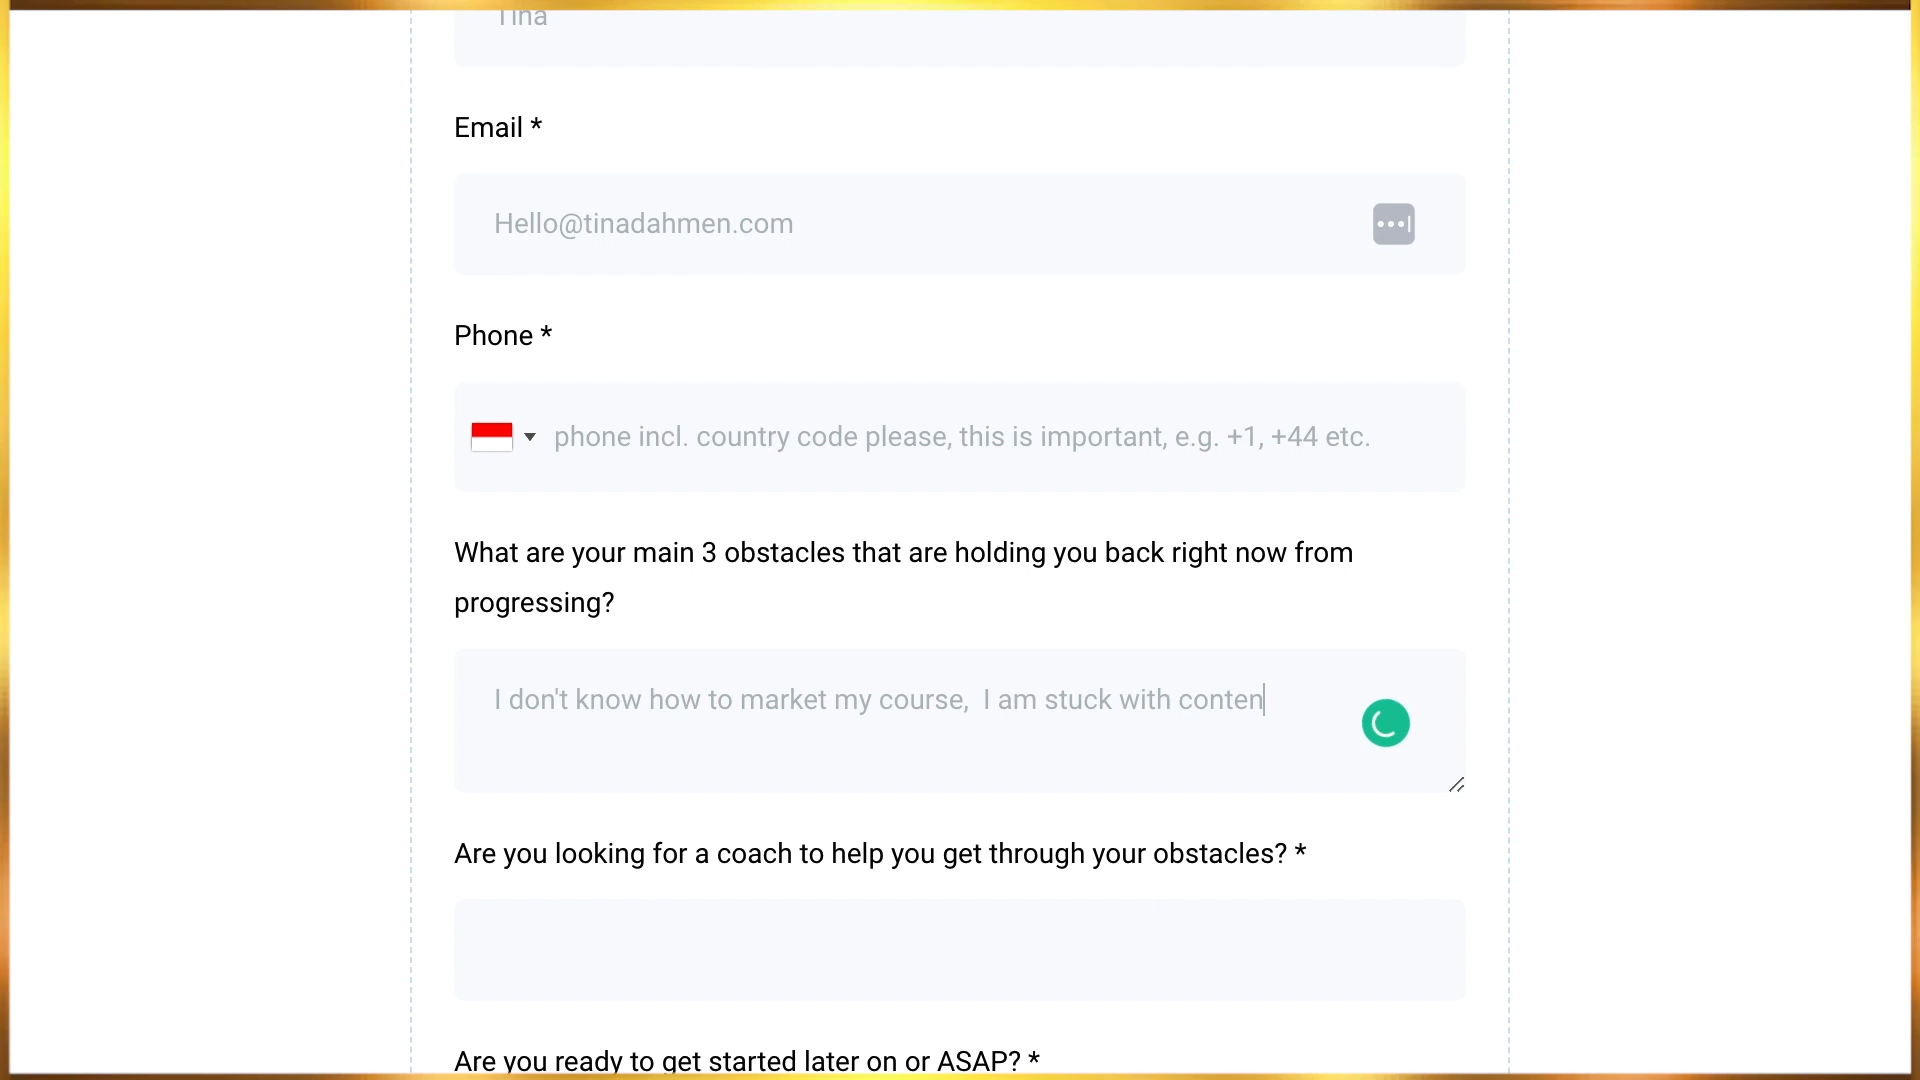 Tina
Email *
Hello@tinadahmen.com
Phone *
phone incl. country code please, this is important, e.g. +1, +44 etc.
What are your main 3 obstacles that are holding you back right now from
progressing?
I don't know how to market my course,  I am stuck with conten
Are you looking for a coach to help you get through your obstacles? *
Are you ready to get started later on or ASAP? *